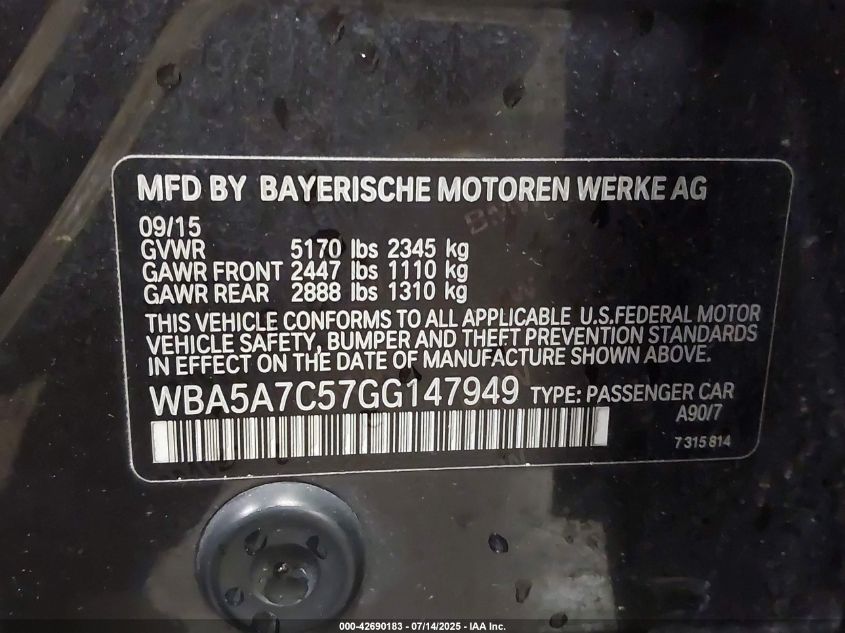 MFD BY BAYERISCHE MOTOREN WERKE AG
09/15
GVWR 5170 lbs 2345 kg
GAWR FRONT 2447 lbs 1110 kg
GAWR REAR 2888 lbs 1310 kg
THIS VEHICLE CONFORMS TO ALL APPLICABLE U.S.FEDERAL MOTOR
VEHICLE SAFETY, BUMPER AND THEFT PREVENTION STANDARDS
IN EFFECT ON THE DATE OF MANUFACTURE SHOWN ABOVE.
WBA5A7C57GG147949 TYPE: PASSENGER CAR
A90/7
7315814
000-42690183 - 07/14/2025 - IAA Inc.